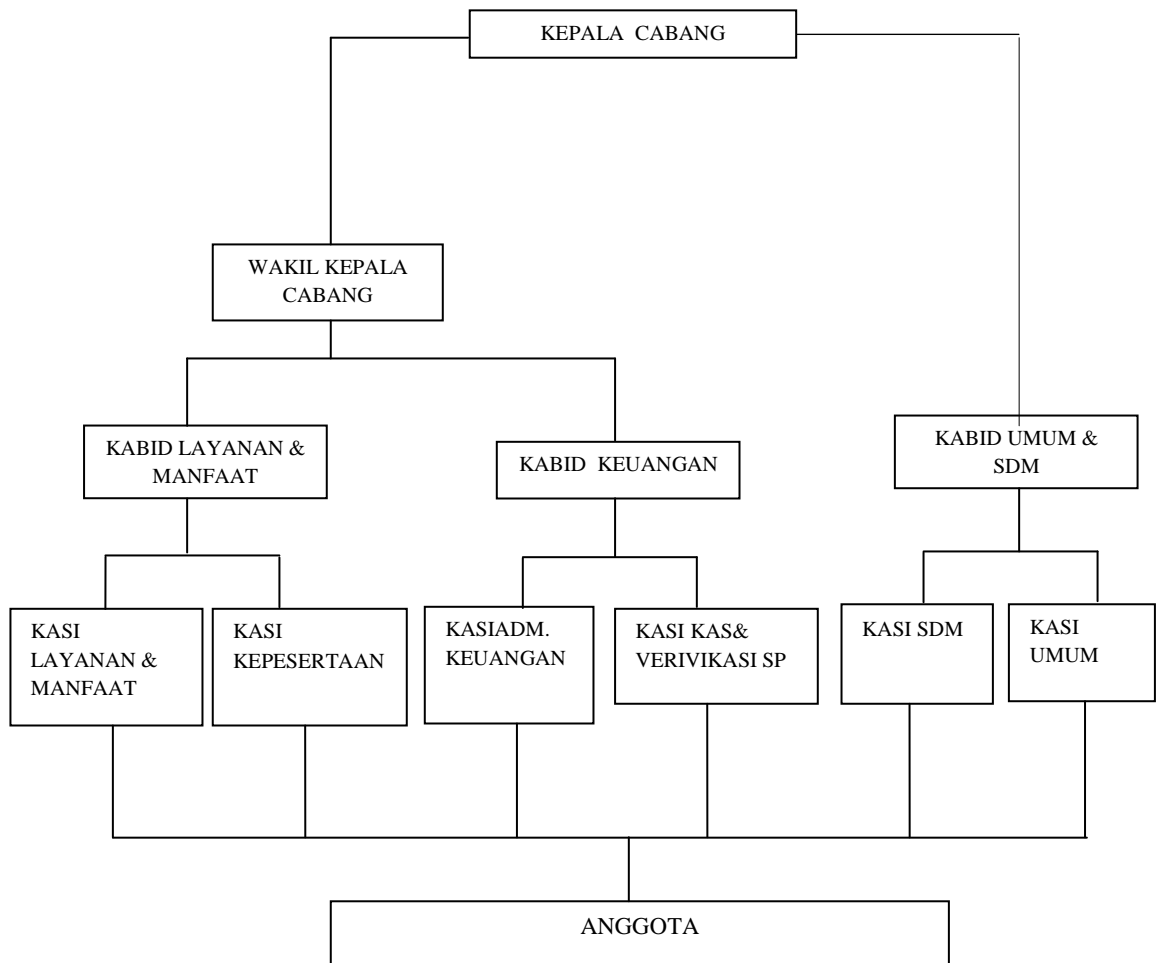 KEPALA CABANG
WAKIL KEPALA
CABANG
KABID LAYANAN &
MANFAAT
KABID KEUANGAN
KABID UMUM &
SDM
KASI
LAYANAN &
MANFAAT
KASI
KEPESERTAAN
KASIADM.
KEUANGAN
KASI KAS&
VERIVIKASI SP
KASI SDM
KASI
UMUM
ANGGOTA